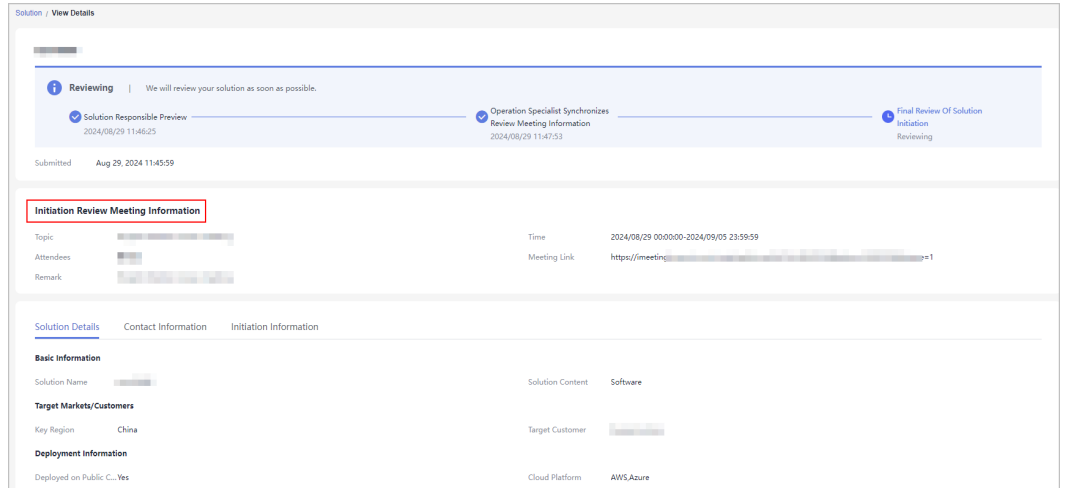 Solution / View Details
Reviewing | We will review your solution as soon as possible.
Solution Responsible Preview
2024/08/29 11:46:25
Operation Specialist Synchronizes
Review Meeting Information
2024/08/29 11:47:53
Final Review Of Solution
Initiation
Reviewing
Submitted Aug 29, 2024 11:45:59
Initiation Review Meeting Information
Topic
Time 2024/08/29 00:00:00-2024/09/05 23:59:59
Attendees
Meeting Link https://imeeting =1
Remark
Solution Details Contact Information Initiation Information
Basic Information
Solution Name
Solution Content Software
Target Markets/Customers
Key Region China
Target Customer
Deployment Information
Deployed on Public C... Yes
Cloud Platform AWS,Azure